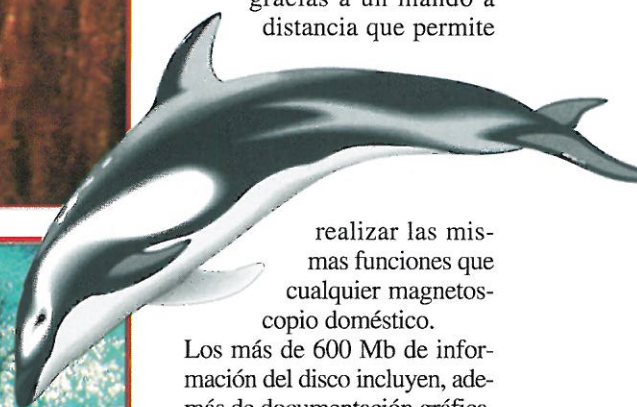 gracias a un mando a
distancia que permite
realizar las mis-
mas funciones que
cualquier magnetos-
copio doméstico.
Los más de 600 Mb de infor-
mación del disco incluyen, ade-
más de documentación gráfica,